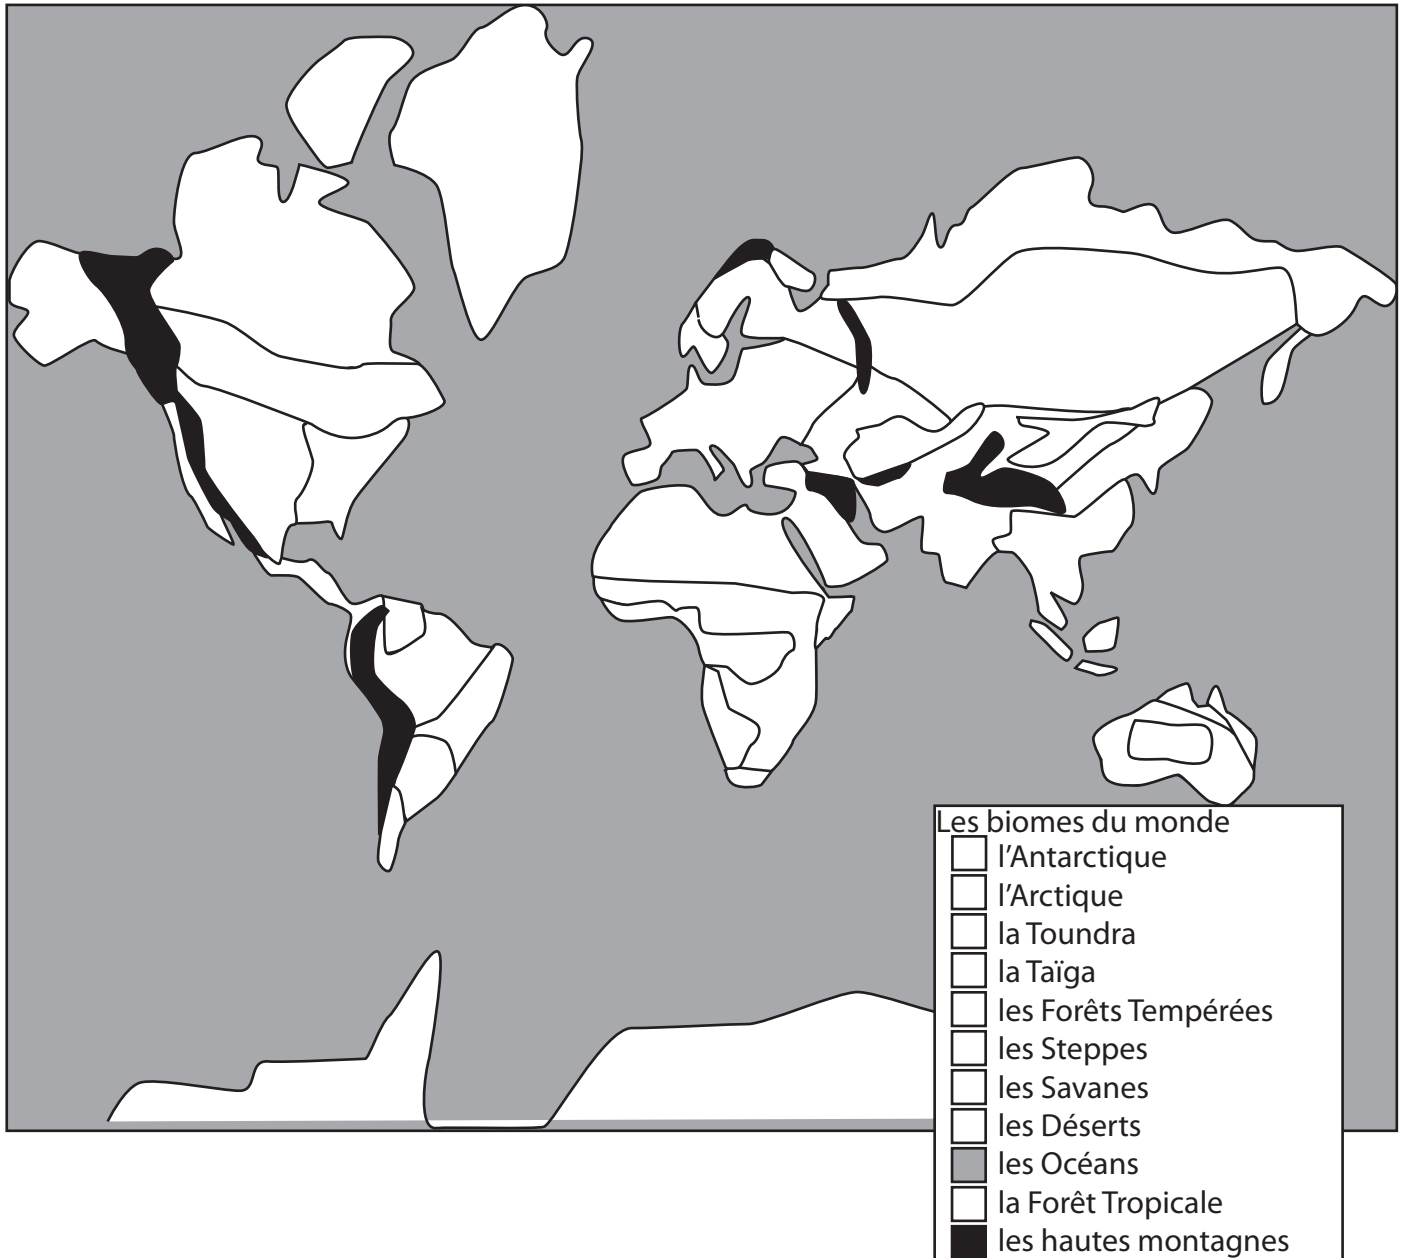 Les biomes du monde
l'Antarctique
l'Arctique
la Toundra
la Taïga
les Forêts Tempérées
les Steppes
les Savanes
les Déserts
les Océans
la Forêt Tropicale
les hautes montagnes